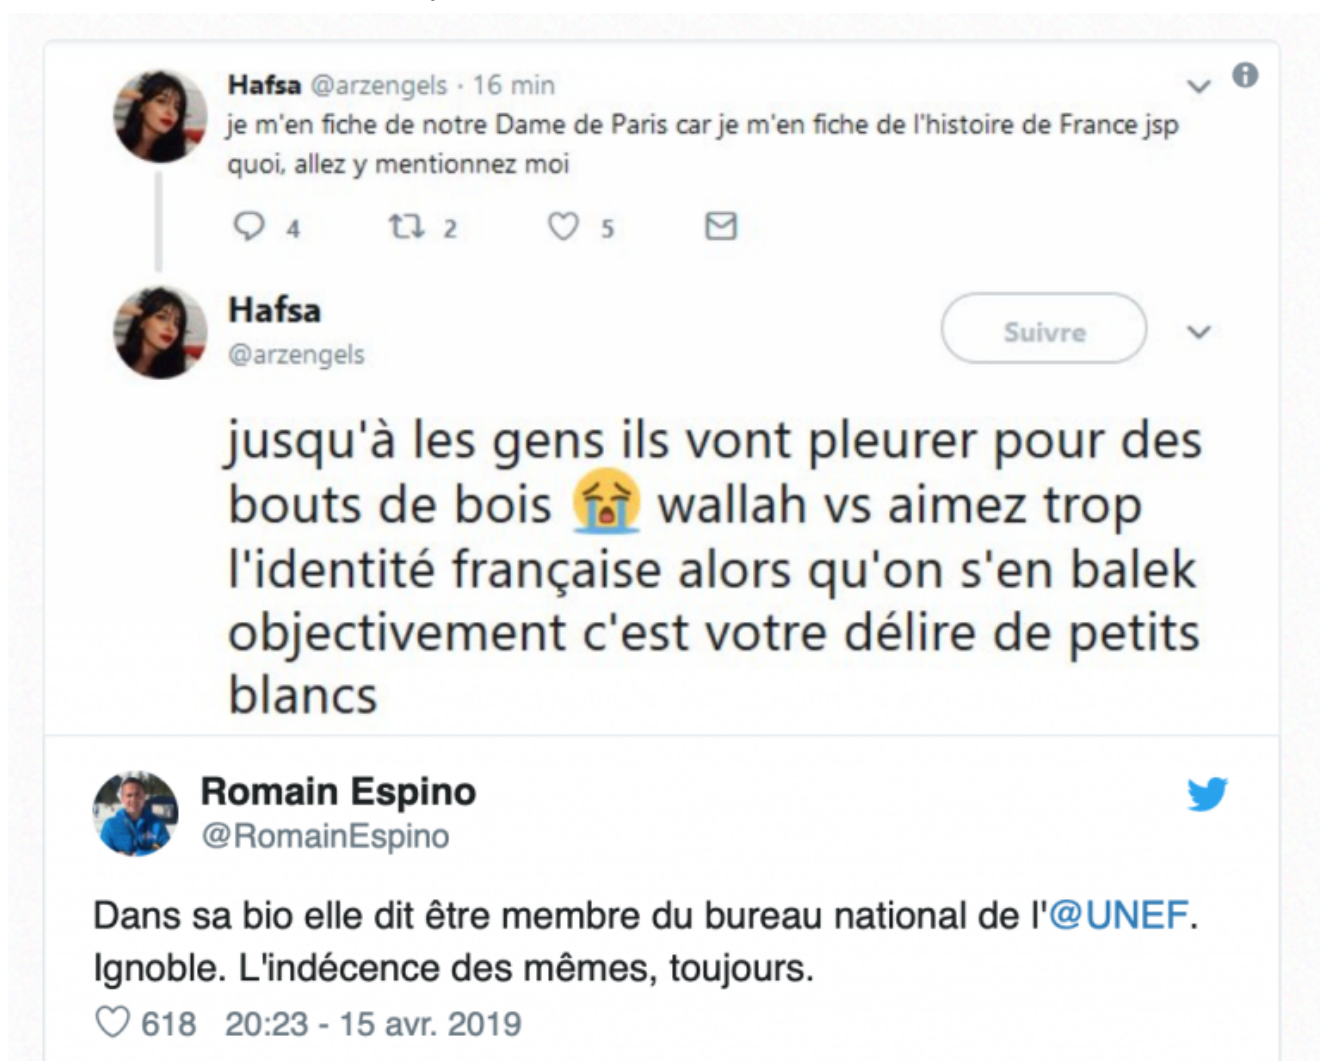 Hafsa @arzengels · 16 min
je m'en fiche de notre Dame de Paris car je m'en fiche de l'histoire de France jsp
quoi, allez y mentionnez moi
4 2 5
Hafsa
@arzengels
Suivre
jusqu'à les gens ils vont pleurer pour des
bouts de bois 😭 wallah vs aimez trop
l'identité française alors qu'on s'en balek
objectivement c'est votre délire de petits
blancs
Romain Espino
@RomainEspino
Dans sa bio elle dit être membre du bureau national de l'@UNEF.
Ignoble. L'indécence des mêmes, toujours.
618 20:23 - 15 avr. 2019